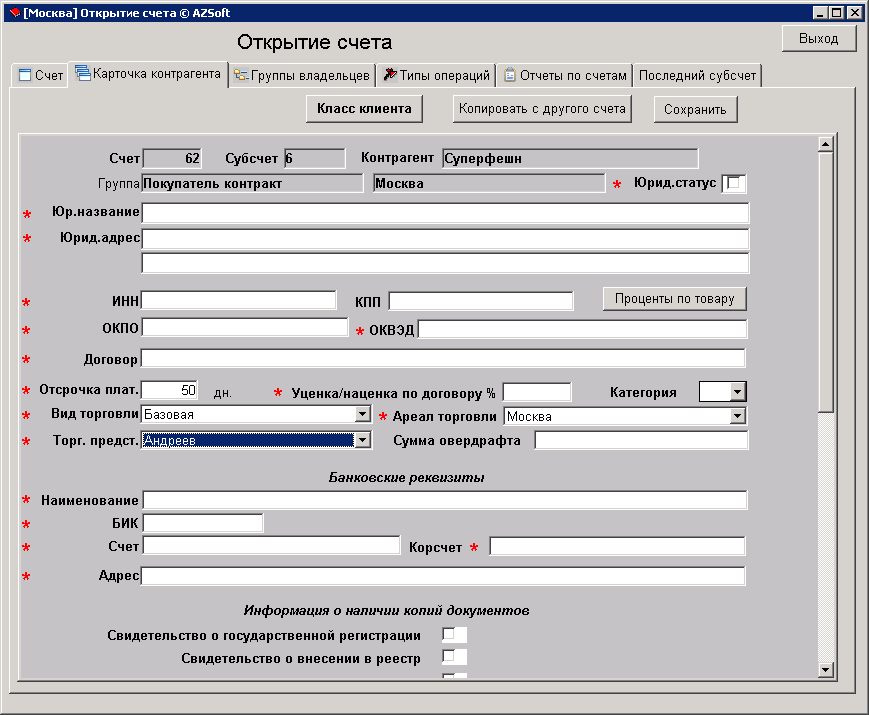 [Москва] Открытие счета © AZSoft
Открытие счета
Выход
Счет Карточка контрагента Группы владельцев Типы операций Отчеты по счетам Последний субсчет
Класс клиента Копировать с другого счета Сохранить
Счет 62 Субсчет 6 Контрагент Суперфешн
Группа Покупатель контракт Москва * Юрид.статус
* Юр.название
* Юрид.адрес
* ИНН КПП Проценты по товару
* ОКПО * ОКВЭД
* Договор
* Отсрочка плат. 50 дн. * Уценка/наценка по договору % Категория
* Вид торговли Базовая * Ареал торговли Москва
* Торг. предст. Андреев Сумма овердрафта
Банковские реквизиты
* Наименование
* БИК
* Счет Корсчет *
* Адрес
Информация о наличии копий документов
Свидетельство о государственной регистрации
Свидетельство о внесении в реестр